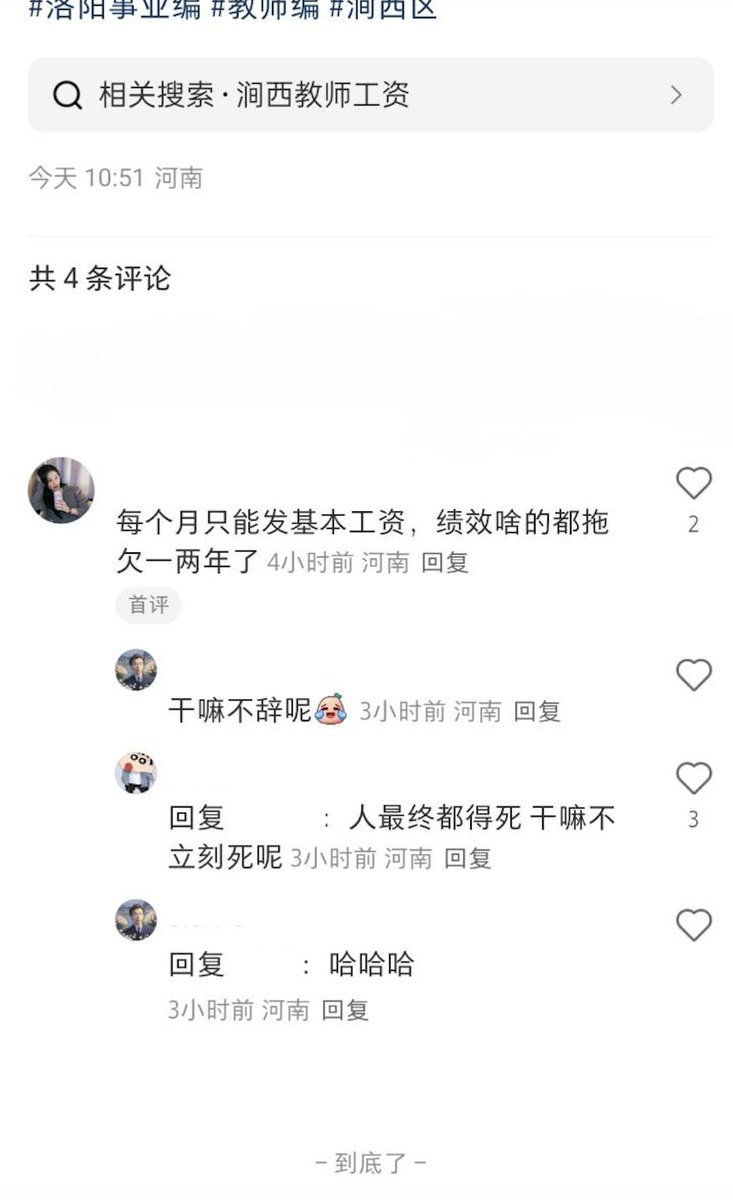 #洛阳事业编 #教师编 #涧西区
相关搜索·涧西教师工资
今天 10:51 河南
共 4 条评论
每个月只能发基本工资，绩效啥的都拖
欠一两年了 4小时前 河南 回复
2
首评
干嘛不辞呢 3小时前 河南 回复
回复 ：人最终都得死 干嘛不
立刻死呢 3小时前 河南 回复
3
回复 ：哈哈哈
3小时前 河南 回复
- 到底了 -